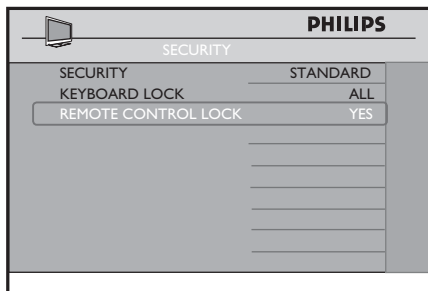 PHILIPS
SECURITY
SECURITY STANDARD
KEYBOARD LOCK ALL
REMOTE CONTROL LOCK YES